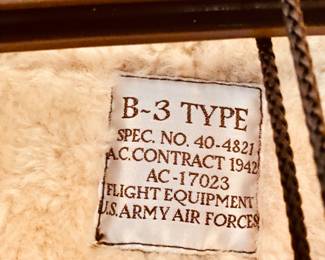 B-3 TYPE
SPEC. NO. 40-4821
A.C. CONTRACT 1942
AC-17023
FLIGHT EQUIPMENT
U.S. ARMY AIR FORCES